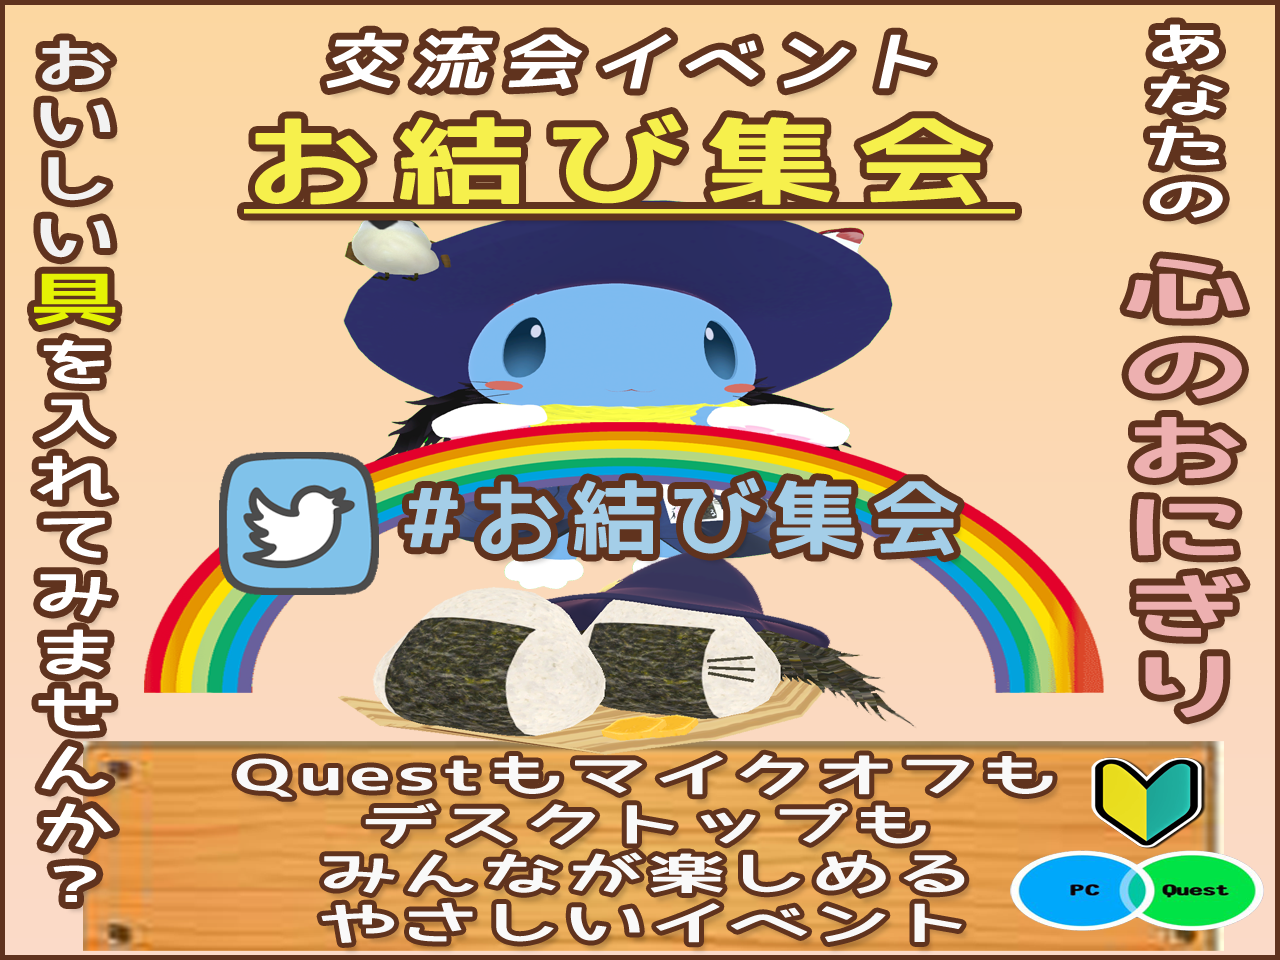 交流会イベント
お結び集会
あなたの
心のおにぎり
おいしい具を入れてみませんか?
#お結び集会
Questもマイクオフも
デスクトップも
みんなが楽しめる
やさしいイベント
PC
Quest